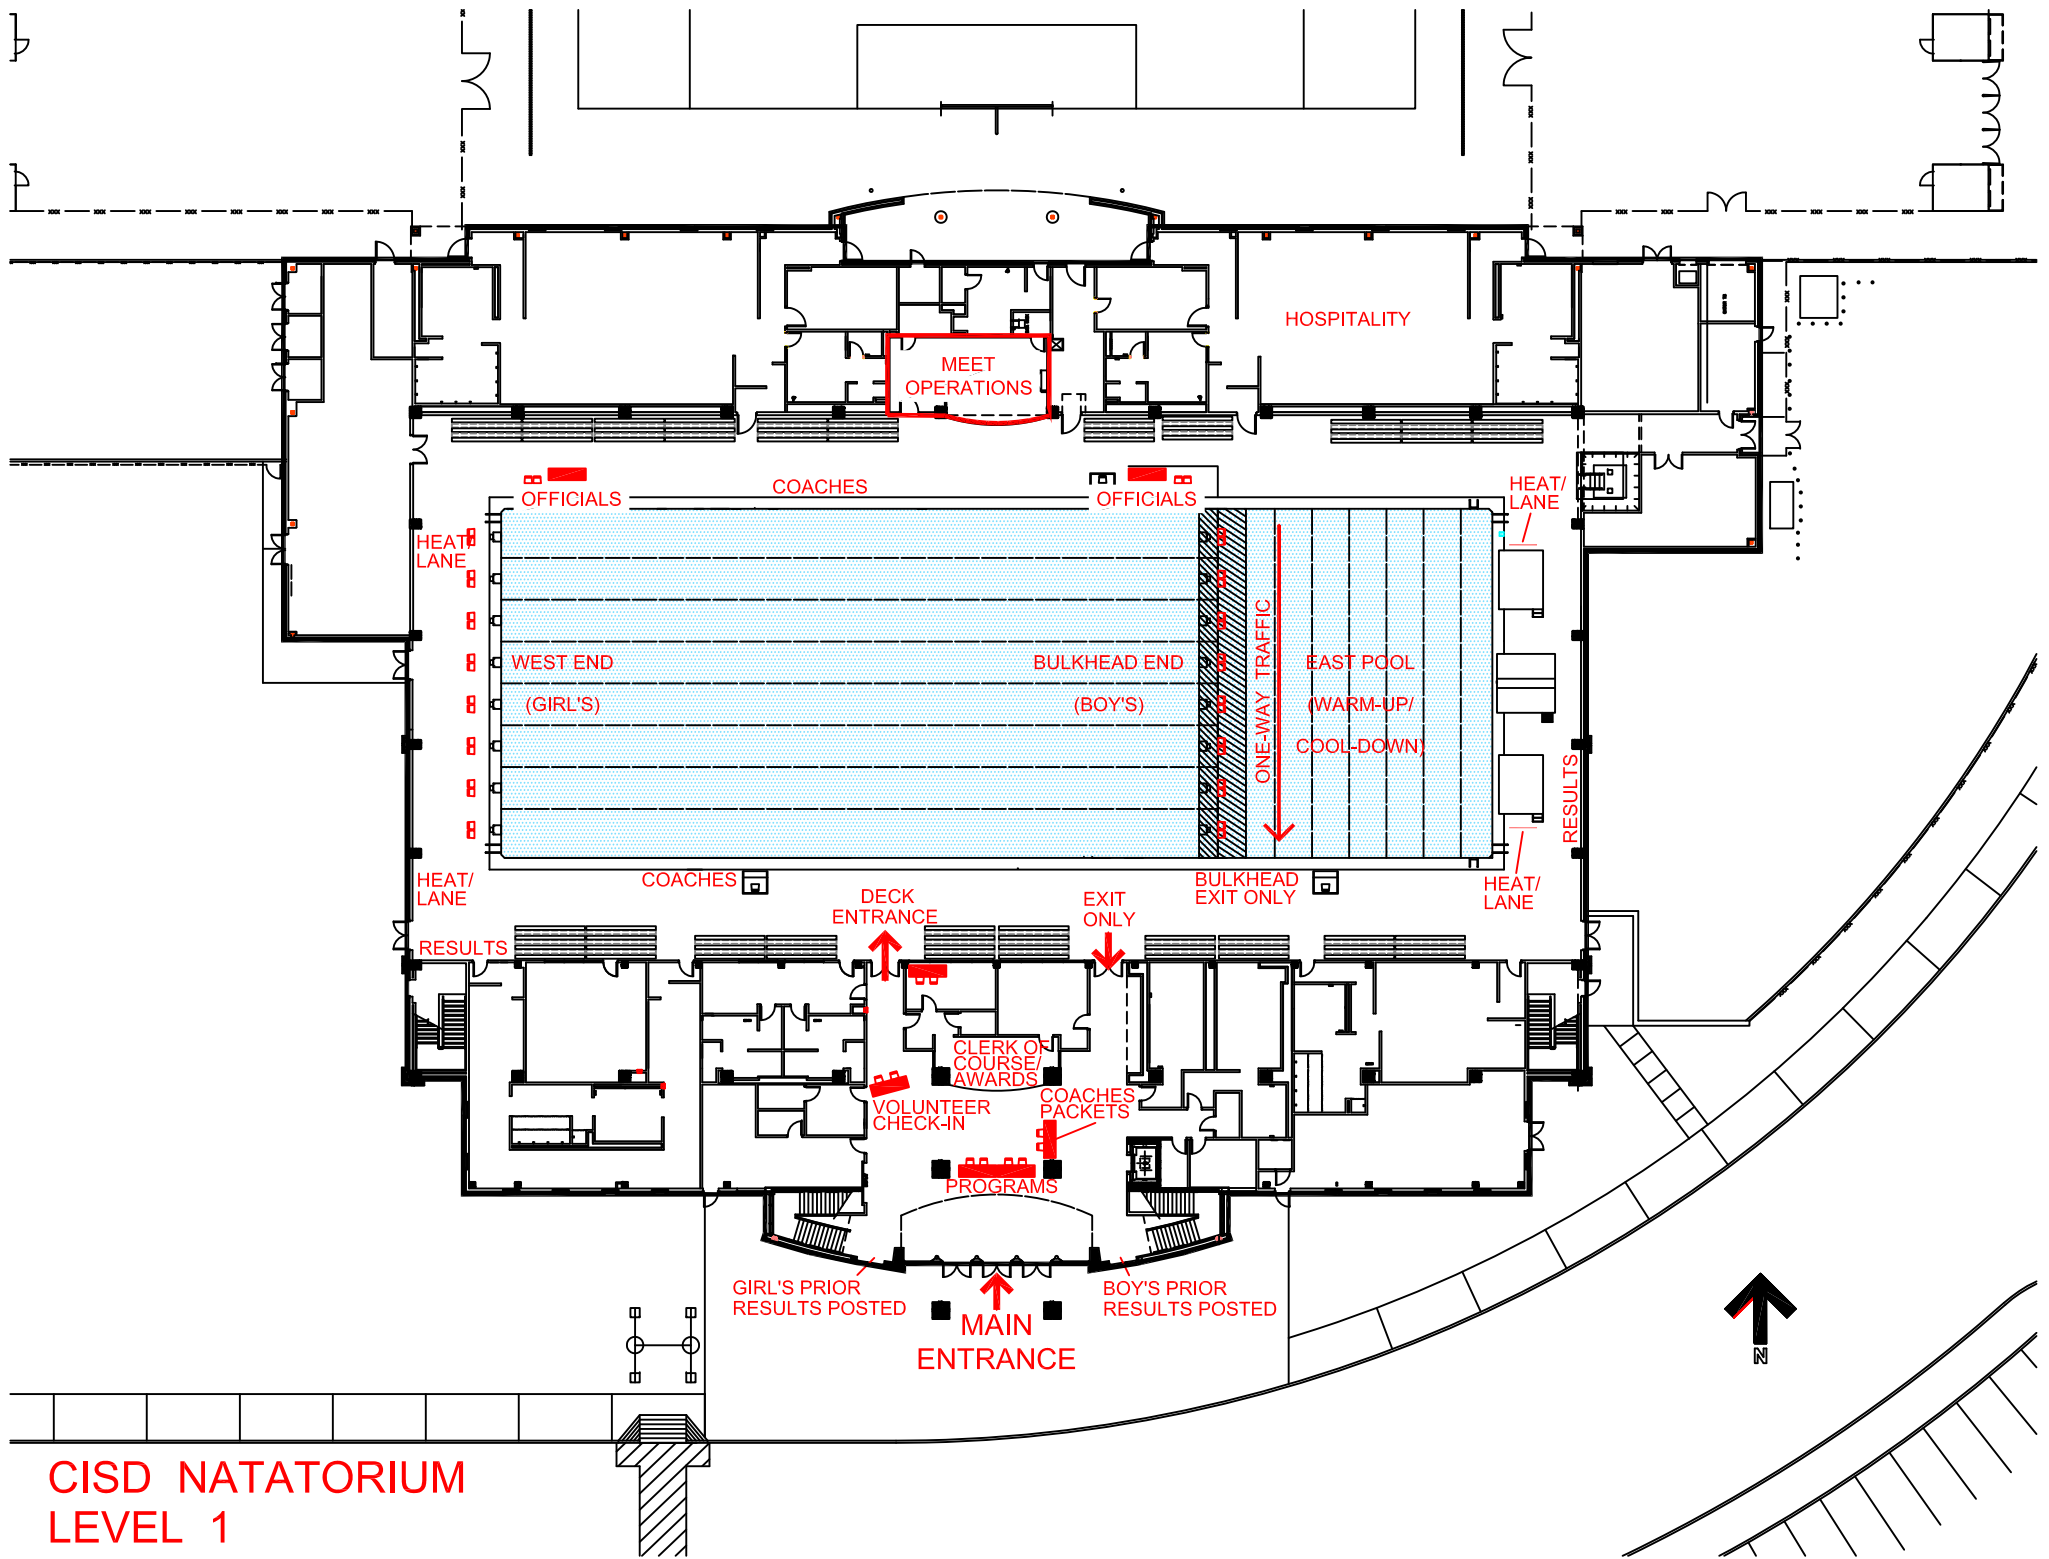 HOSPITALITY
MEET
OPERATIONS
OFFICIALS
COACHES
OFFICIALS
HEAT/
LANE
HEAT/
LANE
WEST END
(GIRL'S)
BULKHEAD END
(BOY'S)
ONE-WAY TRAFFIC
EAST POOL
(WARM-UP/
COOL-DOWN)
RESULTS
HEAT/
LANE
COACHES
DECK
ENTRANCE
EXIT
ONLY
BULKHEAD
EXIT ONLY
HEAT/
LANE
RESULTS
CLERK OF
COURSE/
AWARDS
VOLUNTEER
CHECK-IN
COACHES
PACKETS
PROGRAMS
GIRL'S PRIOR
RESULTS POSTED
BOY'S PRIOR
RESULTS POSTED
MAIN
ENTRANCE
N
CISD NATATORIUM
LEVEL 1